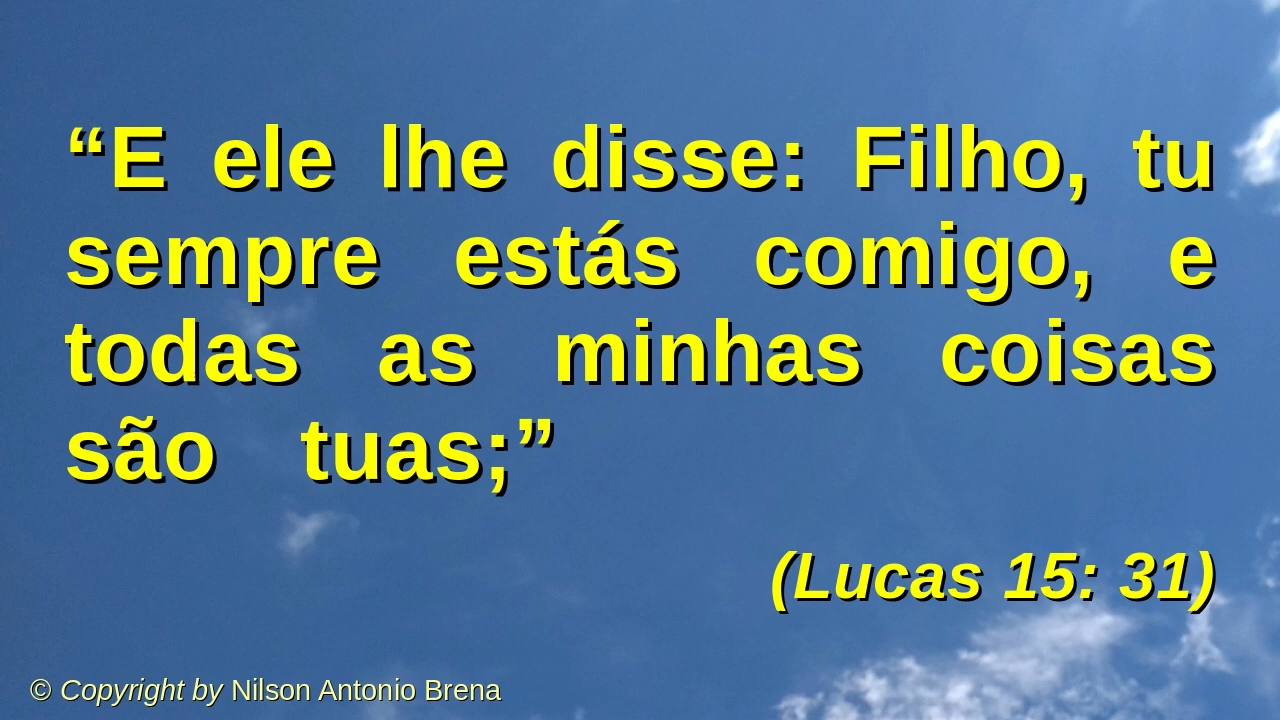 “E ele lhe disse: Filho, tu
sempre estás comigo, e
todas as minhas coisas
são tuas;”
(Lucas 15: 31)
© Copyright by Nilson Antonio Brena